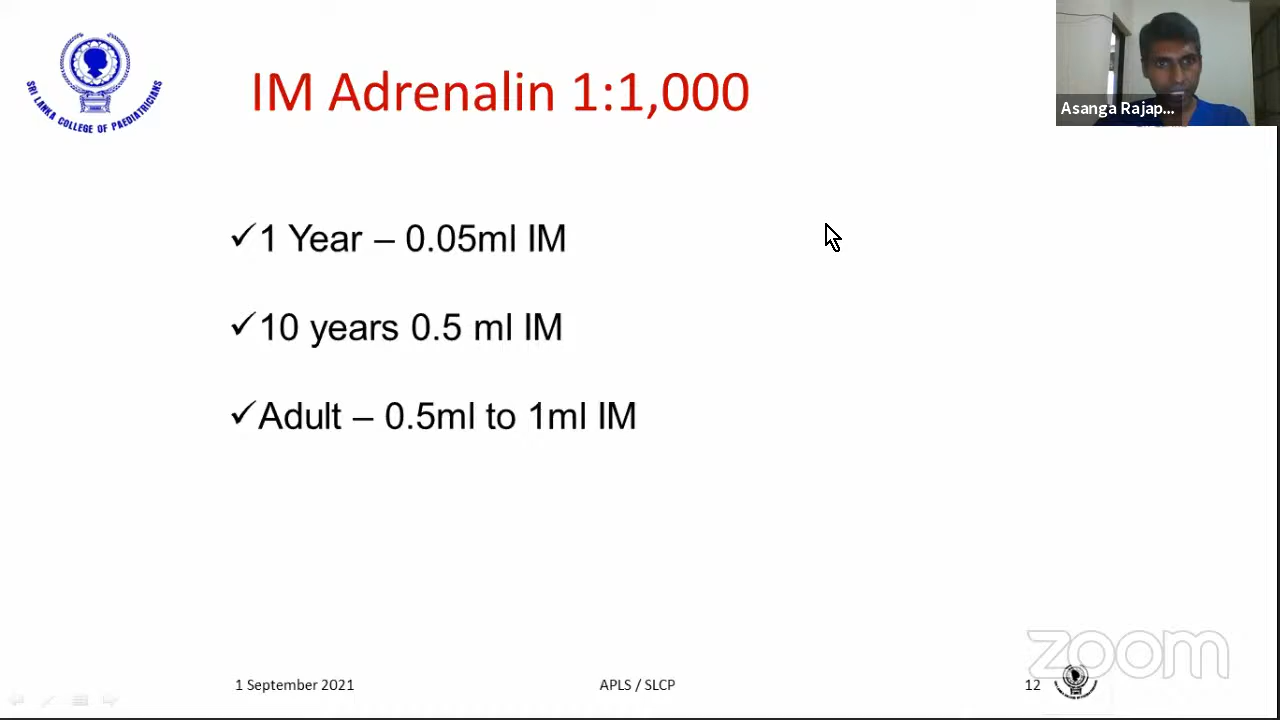 SRI LANKA COLLEGE OF PAEDIATRICIANS
IM Adrenalin 1:1,000
Asanga Rajap...
✓1 Year – 0.05ml IM
✓10 years 0.5 ml IM
✓Adult – 0.5ml to 1ml IM
zoom
1 September 2021
APLS / SLCP
12